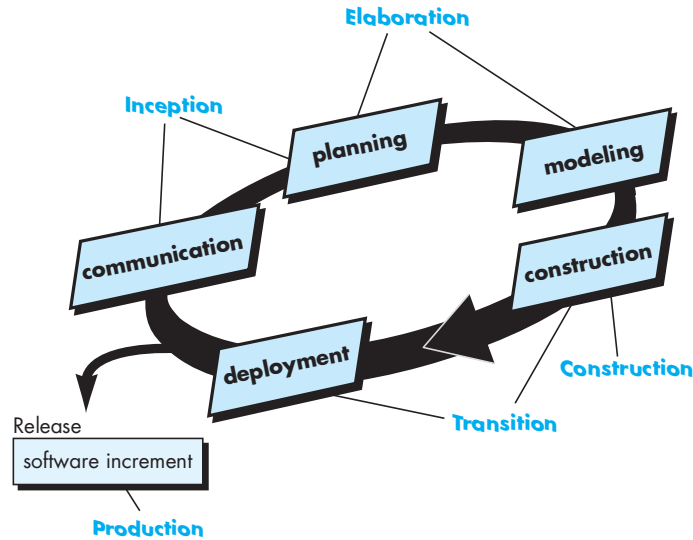 Elaboration
Inception
planning
modeling
communication
construction
deployment
Construction
Transition
Release
software increment
Production